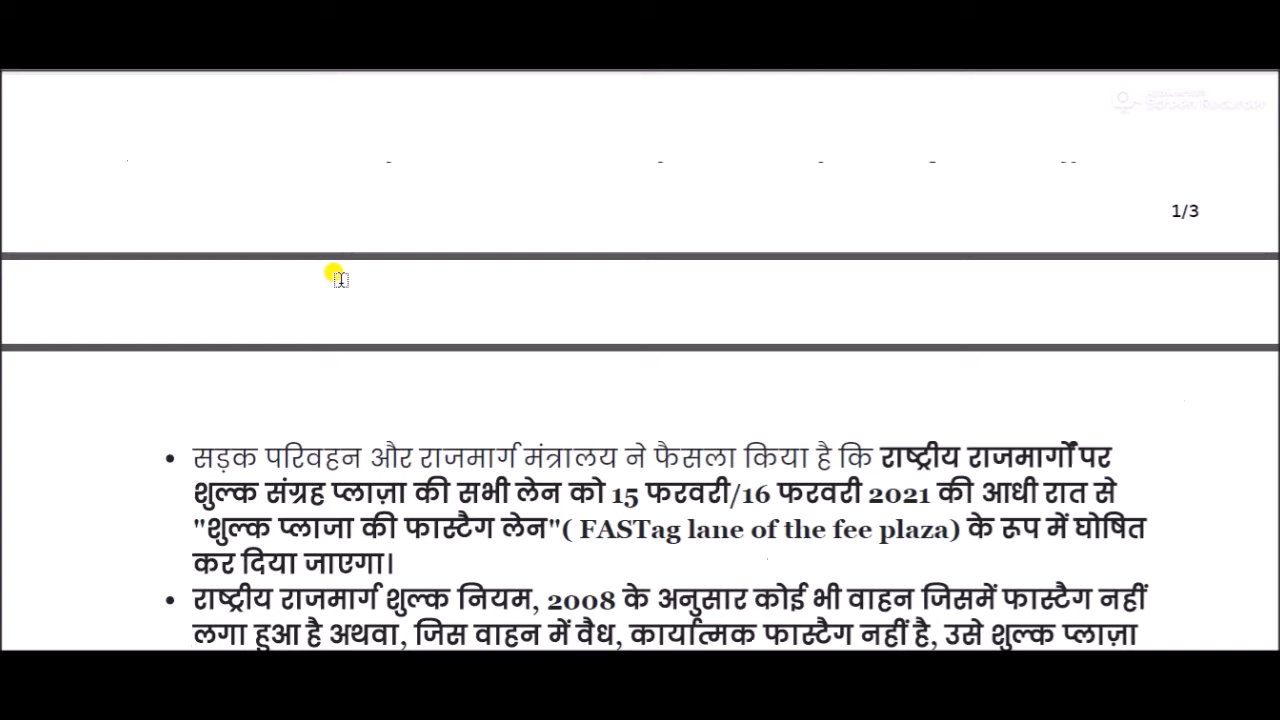 Screen Recorder
1/3
• सड़क परिवहन और राजमार्ग मंत्रालय ने फैसला किया है कि राष्ट्रीय राजमार्गों पर
शुल्क संग्रह प्लाज़ा की सभी लेन को 15 फरवरी/16 फरवरी 2021 की आधी रात से
"शुल्क प्लाजा की फास्टैग लेन"( FASTag lane of the fee plaza) के रूप में घोषित
कर दिया जाएगा।
• राष्ट्रीय राजमार्ग शुल्क नियम, 2008 के अनुसार कोई भी वाहन जिसमें फास्टैग नहीं
लगा हुआ है अथवा, जिस वाहन में वैध, कार्यात्मक फास्टैग नहीं है, उसे शुल्क प्लाज़ा